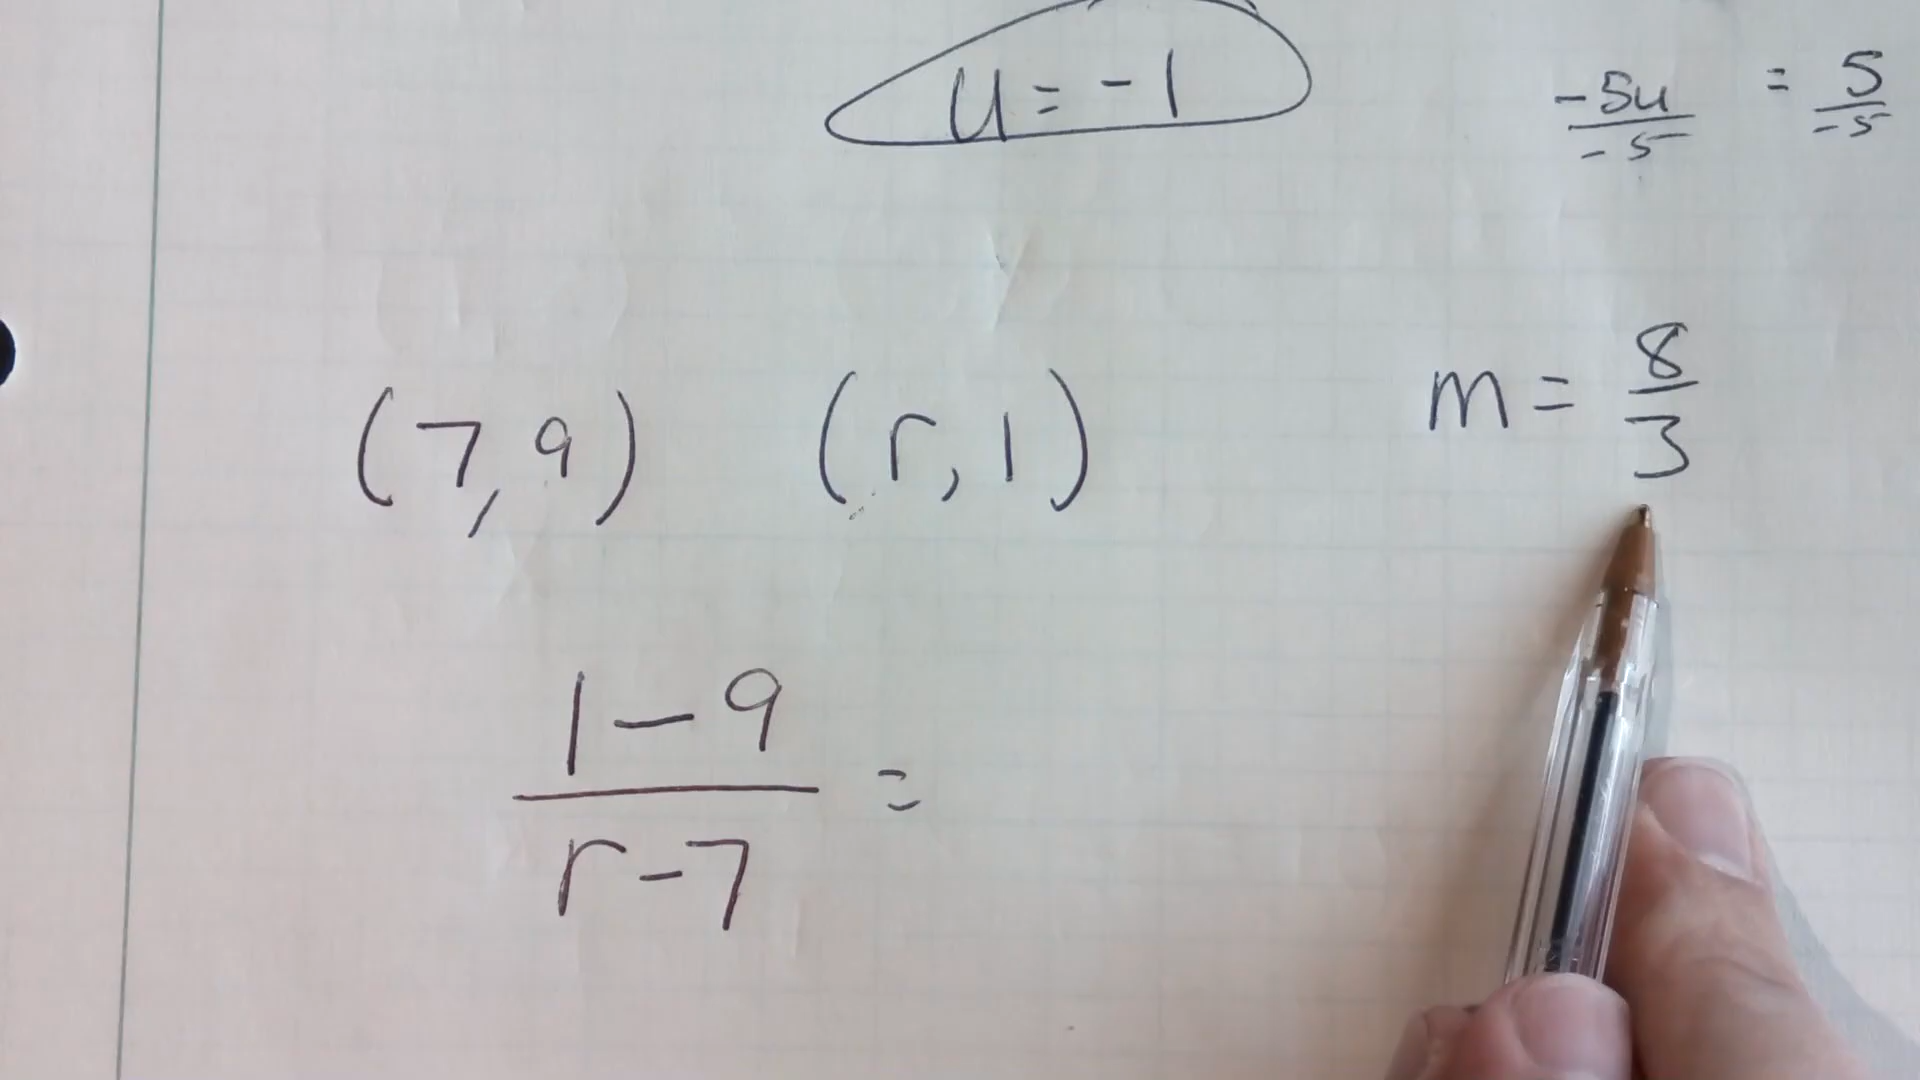 u = -1
-5u/-5 = 5/-5
(7, 9) (r, 1) m = 8/3
1 - 9
r - 7 =